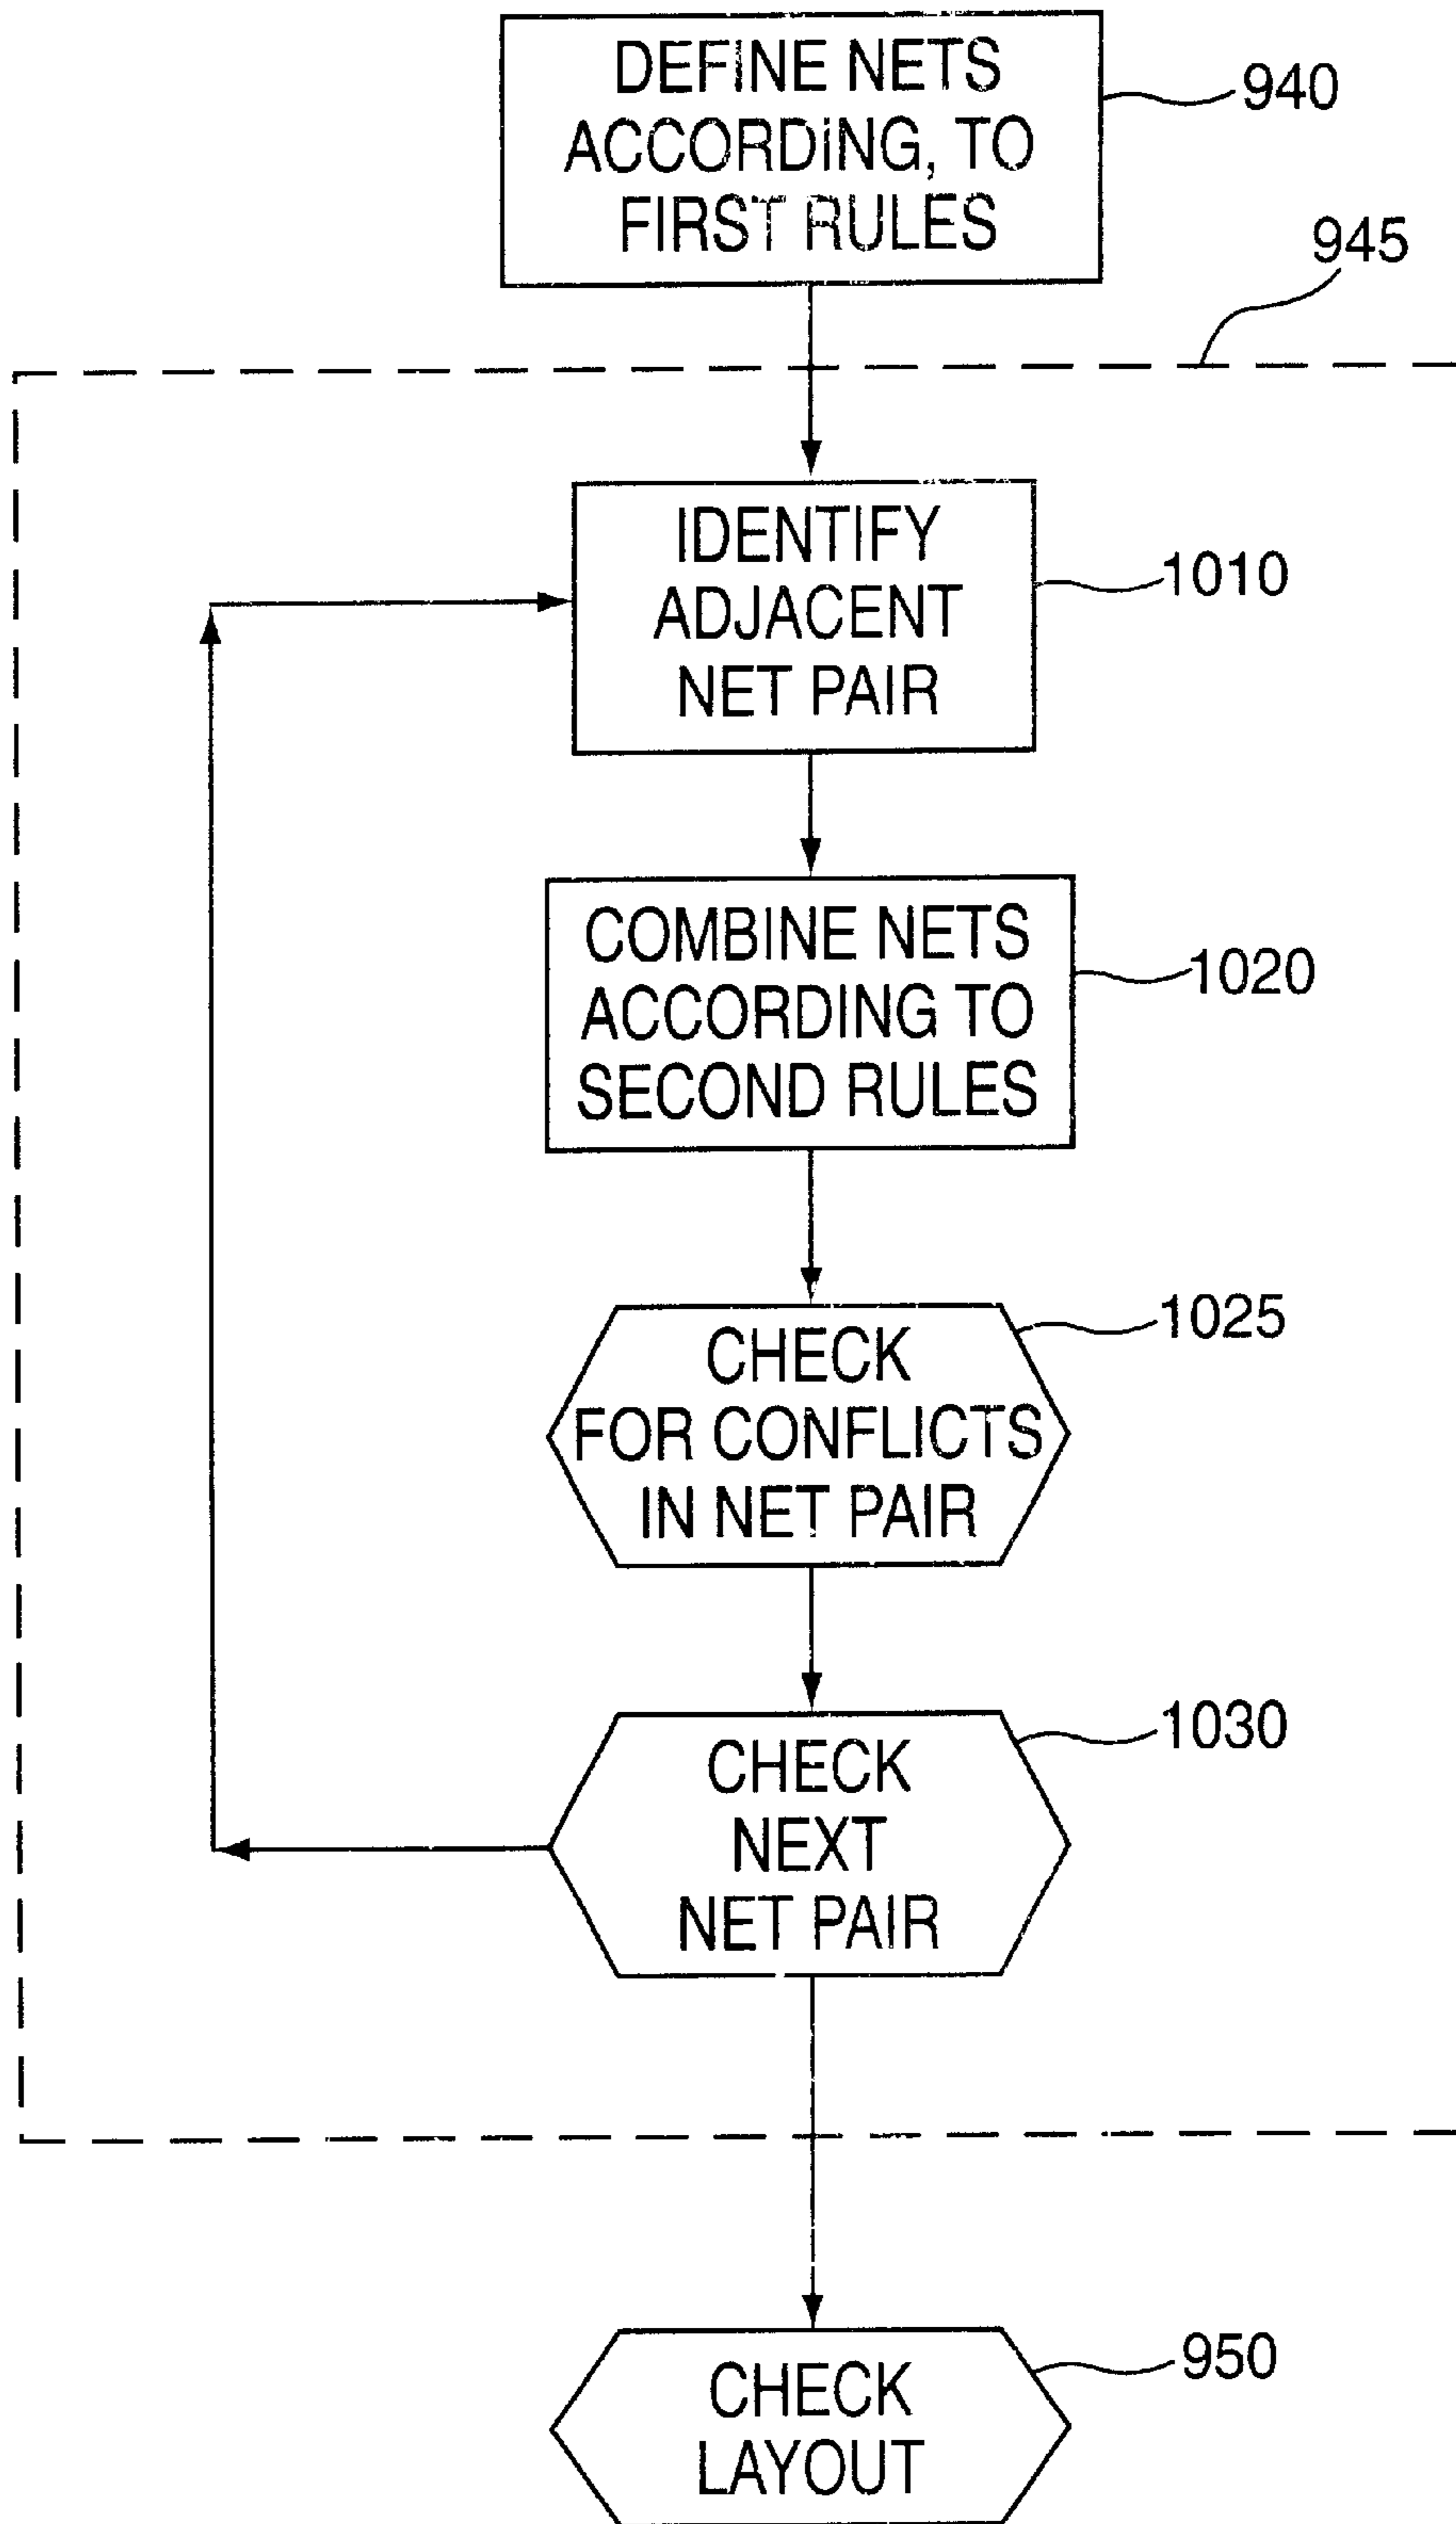 DEFINE NETS
ACCORDiNG, TO
FIRST RULES
940
945
IDENTIFY
ADJACENT
NET PAIR
1010
COMBINE NETS
ACCORDING TO
SECOND RULES
1020
CHECK
FOR CONFLICTS
IN NET PAIR
1025
CHECK
NEXT
NET PAIR
1030
CHECK
LAYOUT
950